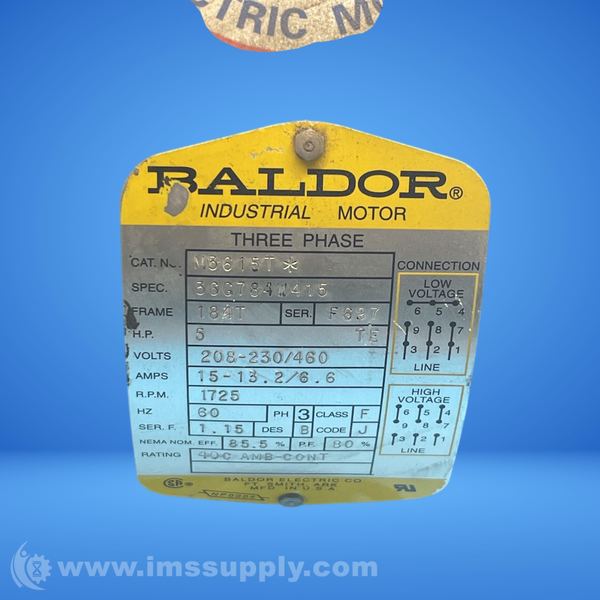 CTRIC MO
BALDOR®
INDUSTRIAL MOTOR
THREE PHASE
CAT. NO. M3615T *
SPEC. 36G784W415
FRAME 184T SER. F697
H.P. 5 TE
VOLTS 208-230/460
AMPS 15-13.2/6.6
R.P.M. 1725
HZ 60 PH 3 CLASS F
SER. F. 1.15 DES B CODE J
NEMA NOM. EFF. 85.5 % P.F. 80 %
RATING 40C AMB-CONT
CONNECTION
LOW
VOLTAGE
6 5 4
9 8 7
3 2 1
LINE
HIGH
VOLTAGE
6 5 4
9 8 7
3 2 1
LINE
BALDOR ELECTRIC CO
FT. SMITH, ARK
MFD. IN U.S.A.
www.imssupply.com